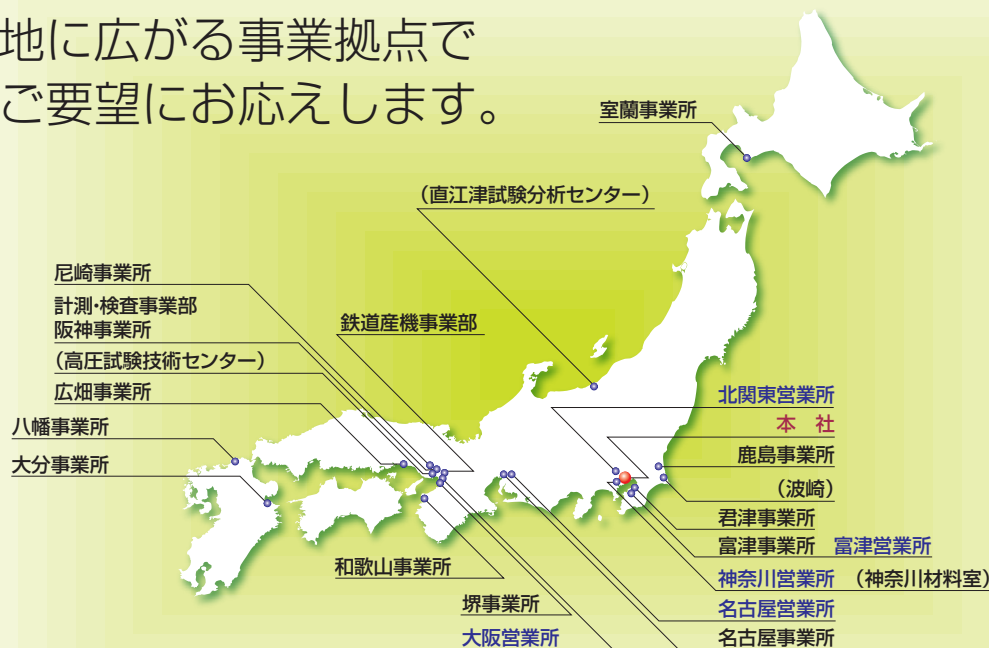 地に広がる事業拠点で
ご要望にお応えします。
室蘭事業所
(直江津試験分析センター)
尼崎事業所
計測・検査事業部
阪神事業所
(高圧試験技術センター)
広畑事業所
八幡事業所
大分事業所
鉄道産機事業部
北関東営業所
本 社
鹿島事業所
(波崎)
君津事業所
富津事業所 富津営業所
神奈川営業所 (神奈川材料室)
名古屋営業所
名古屋事業所
和歌山事業所
堺事業所
大阪営業所